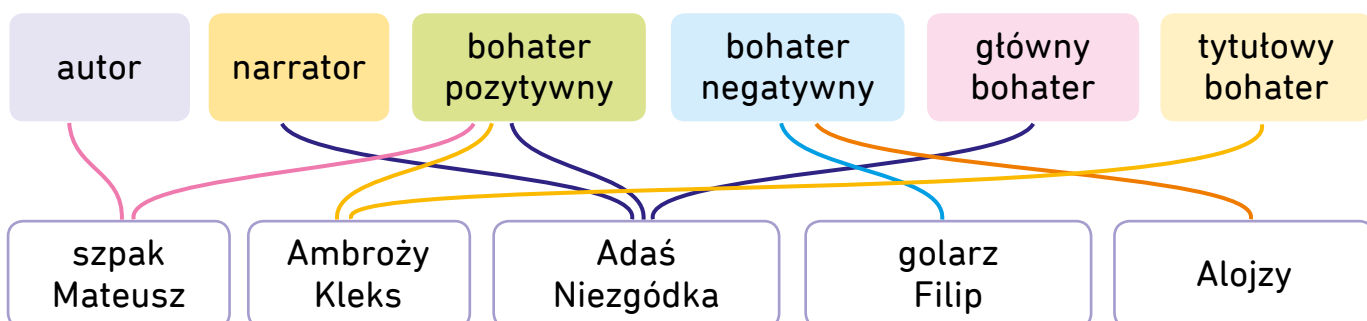 autor
narrator
bohater
pozytywny
bohater
negatywny
główny
bohater
tytułowy
bohater
szpak
Mateusz
Ambroży
Kleks
Adaś
Niezgódka
golarz
Filip
Alojzy